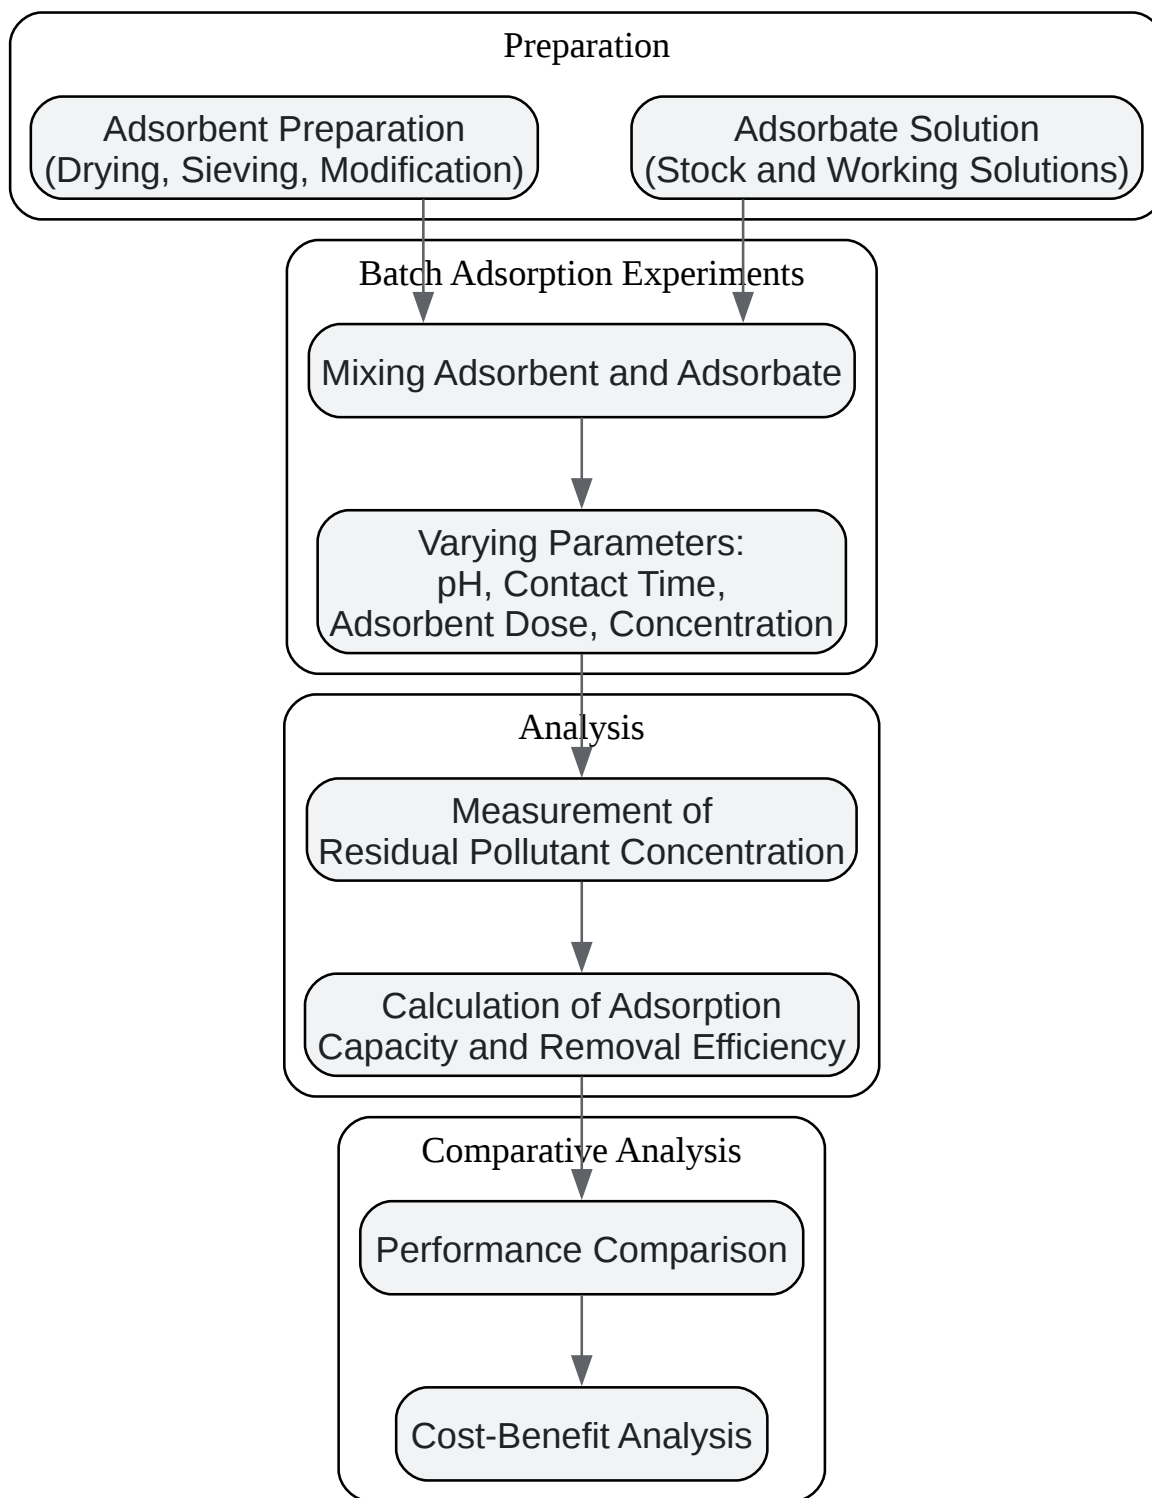 Preparation
Adsorbent Preparation
(Drying, Sieving, Modification)
Adsorbate Solution
(Stock and Working Solutions)
Batch Adsorption Experiments
Mixing Adsorbent and Adsorbate
Varying Parameters:
pH, Contact Time,
Adsorbent Dose, Concentration
Analysis
Measurement of
Residual Pollutant Concentration
Calculation of Adsorption
Capacity and Removal Efficiency
Comparative Analysis
Performance Comparison
Cost-Benefit Analysis